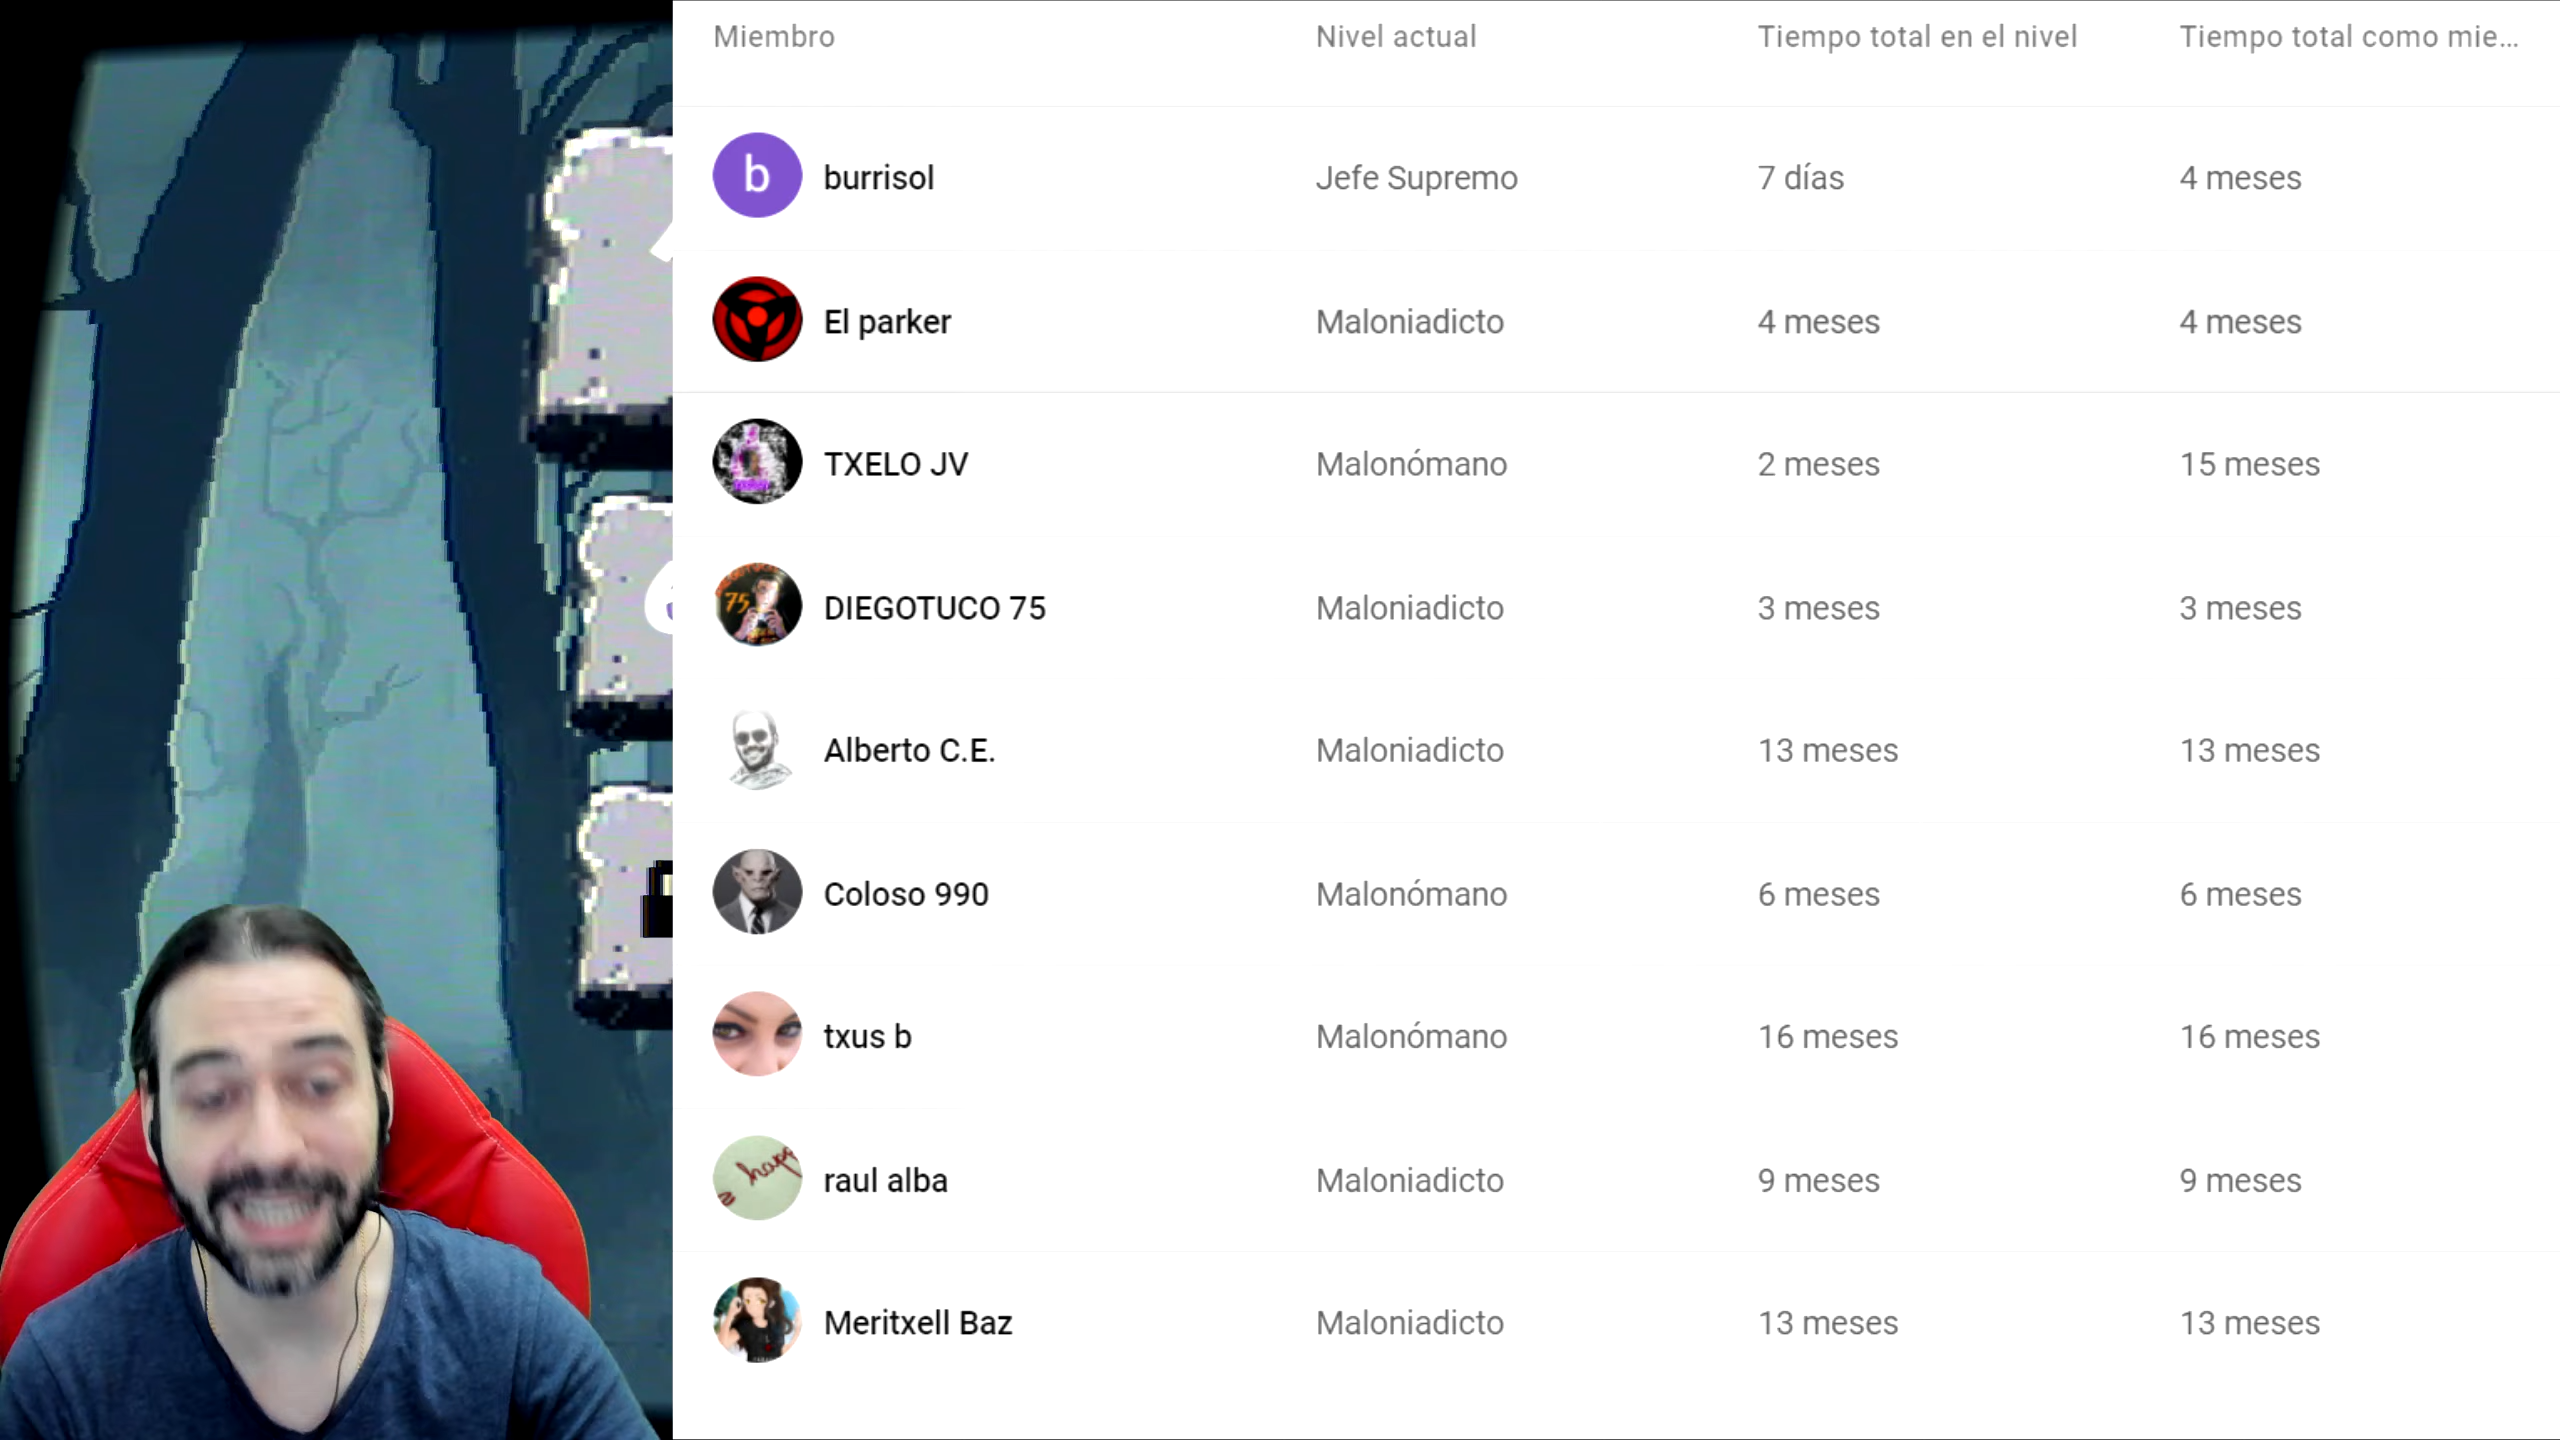 Miembro Nivel actual Tiempo total en el nivel Tiempo total como mie...
b burrisol Jefe Supremo 7 días 4 meses
El parker Maloniadicto 4 meses 4 meses
TXELO JV Malonómano 2 meses 15 meses
75 DIEGOTUCO 75 Maloniadicto 3 meses 3 meses
Alberto C.E. Maloniadicto 13 meses 13 meses
Coloso 990 Malonómano 6 meses 6 meses
txus b Malonómano 16 meses 16 meses
raul alba Maloniadicto 9 meses 9 meses
Meritxell Baz Maloniadicto 13 meses 13 meses